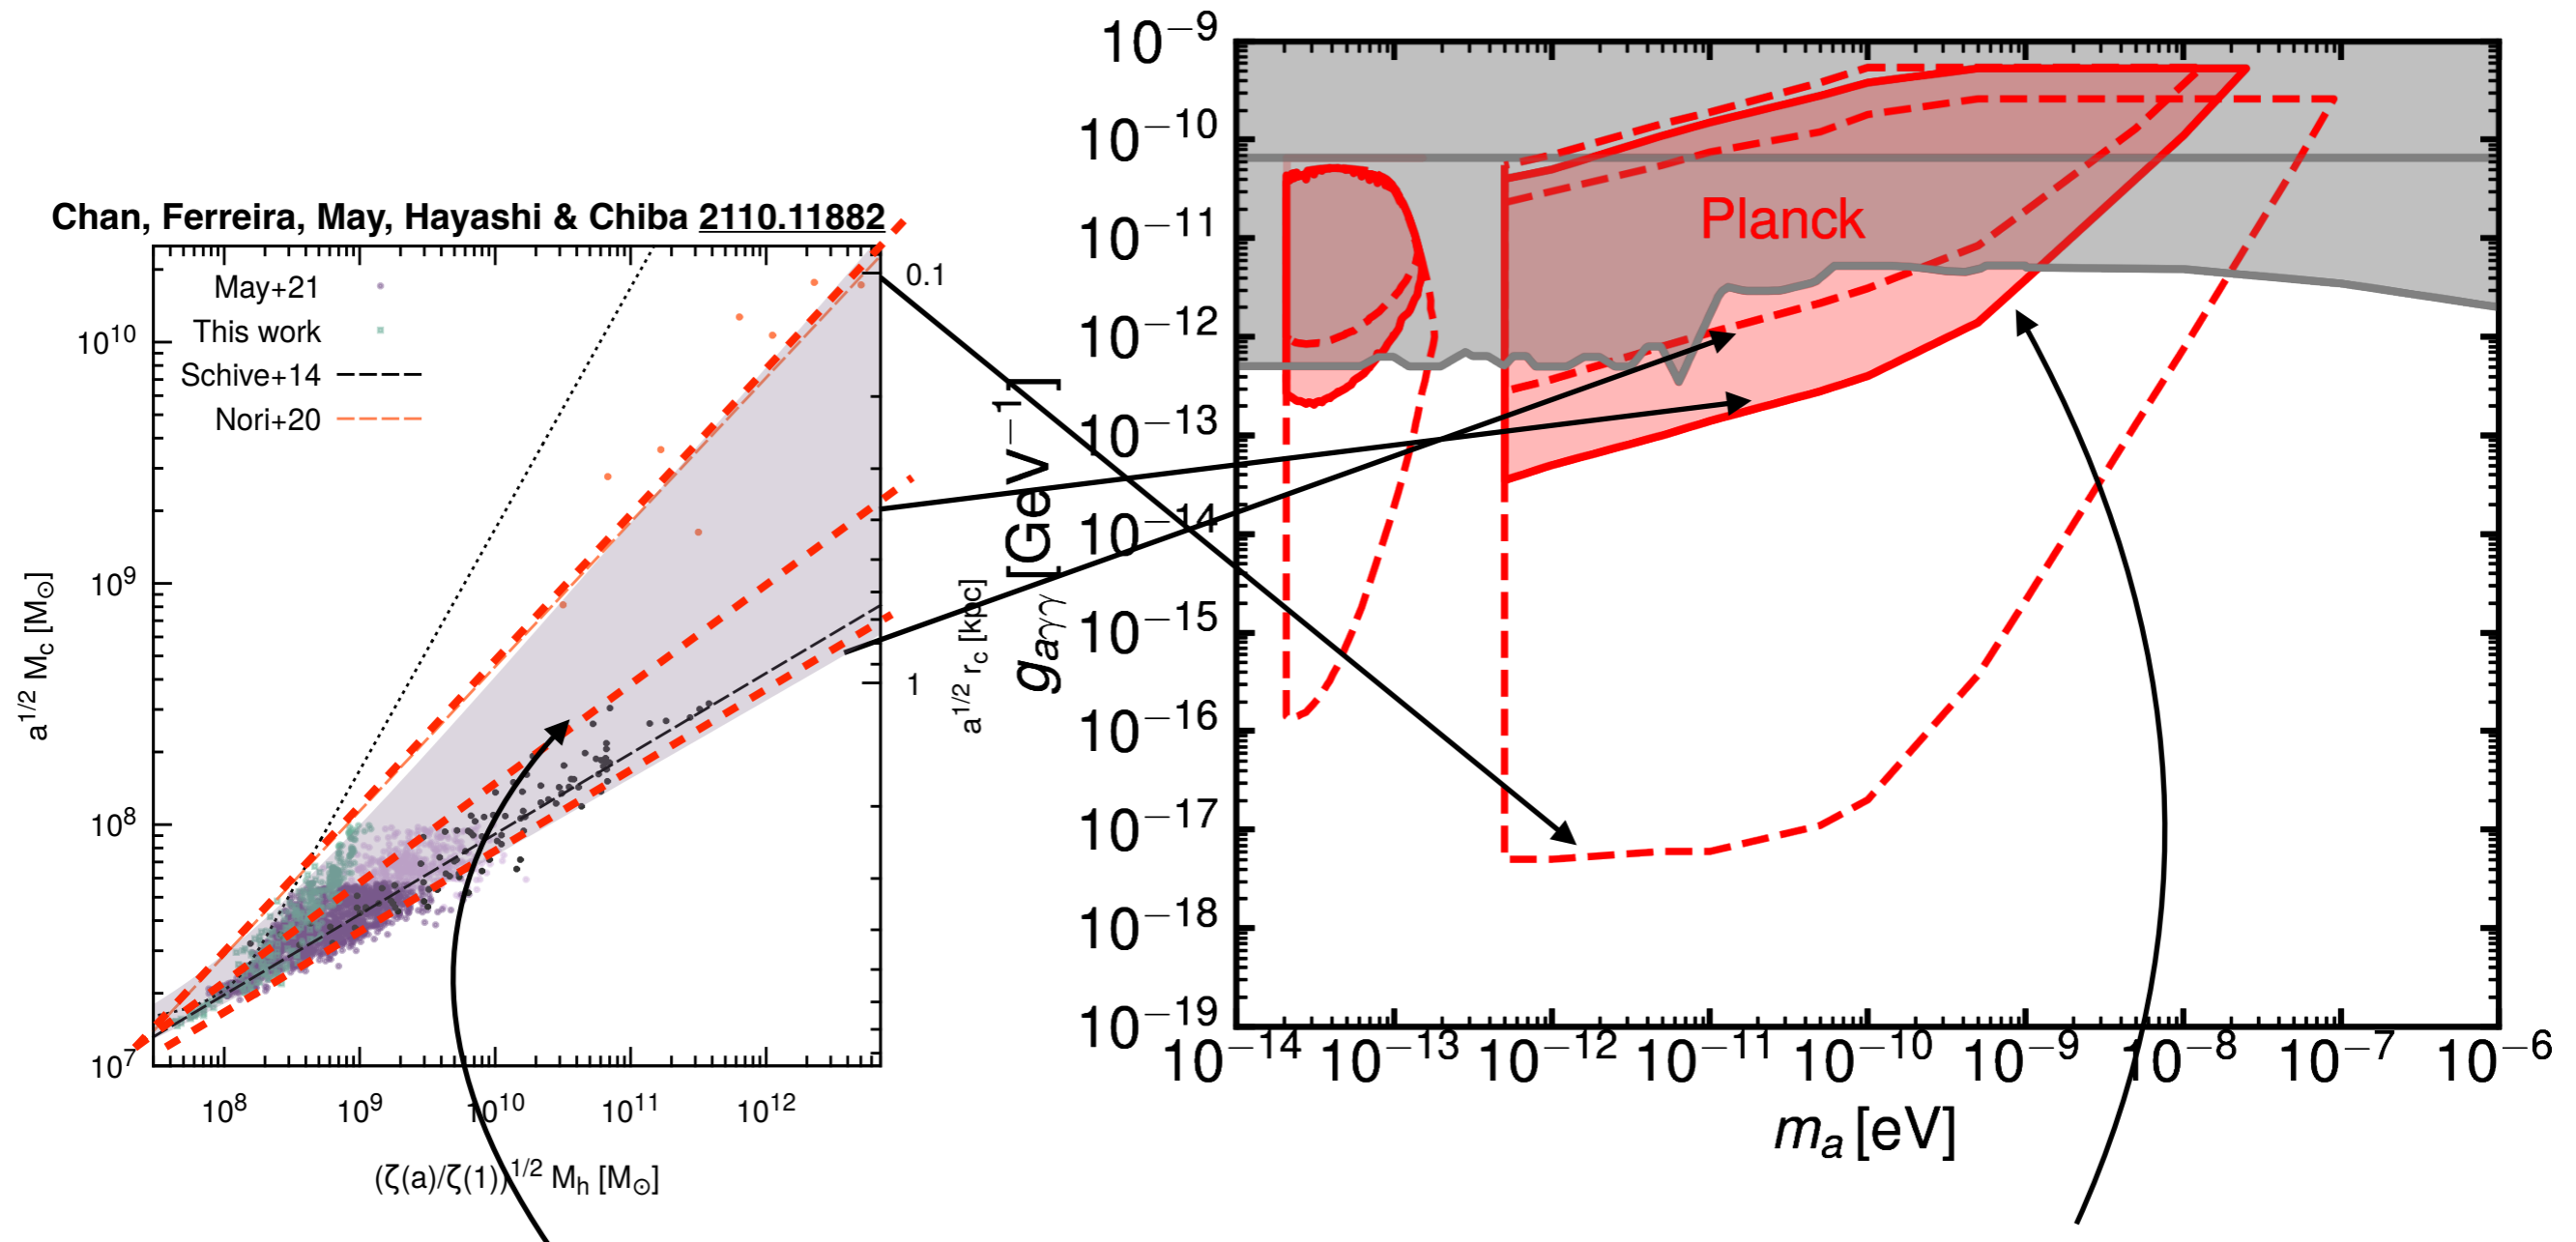 Chan, Ferreira, May, Hayashi & Chiba 2110.11882
May+21
This work
Schive+14
Nori+20
a^{1/2} M_c [M_⊙]
10^{10}
10^9
10^8
10^7
10^8 10^9 10^{10} 10^{11} 10^{12}
(ζ(a)/ζ(1))^{1/2} M_h [M_⊙]
0.1
1
a^{1/2} r_c [kpc]
g_{aγγ} [GeV^{−1}]
10^{−9}
10^{−10}
10^{−11}
10^{−12}
10^{−13}
10^{−14}
10^{−15}
10^{−16}
10^{−17}
10^{−18}
10^{−19}
Planck
10^{−14} 10^{−13} 10^{−12} 10^{−11} 10^{−10} 10^{−9} 10^{−8} 10^{−7} 10^{−6}
m_a [eV]